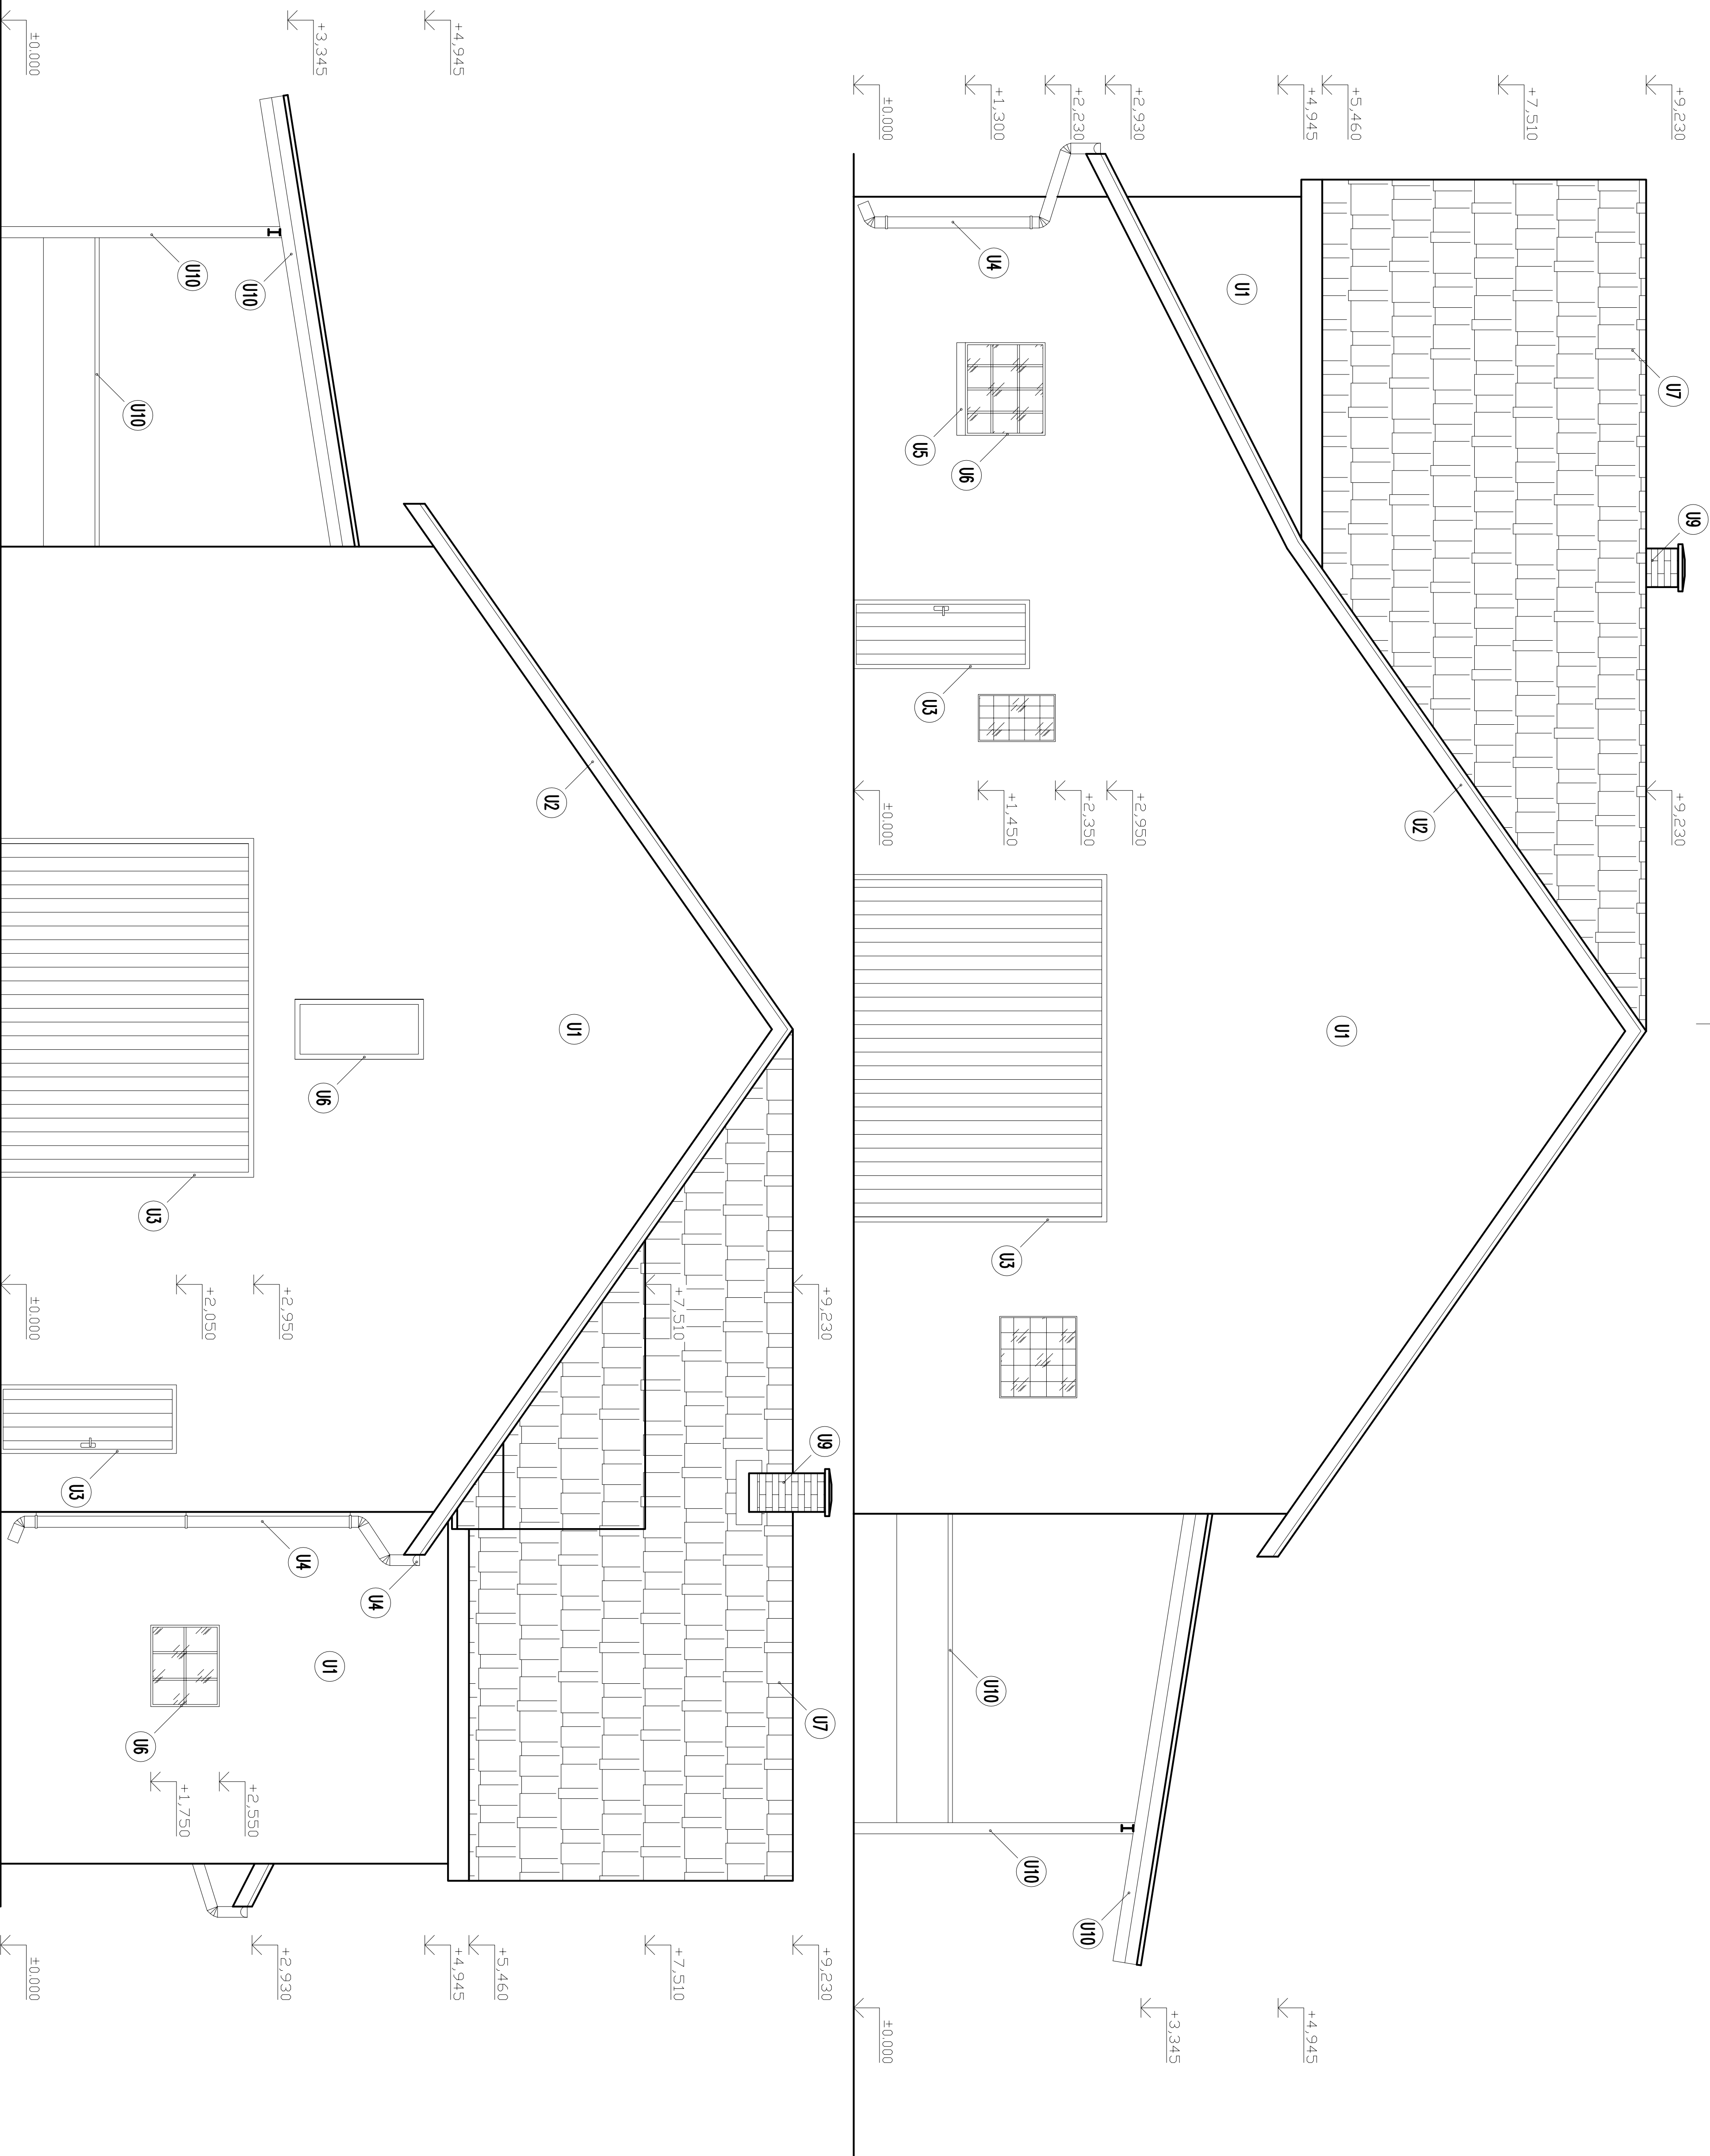 U9
U7
+9,230
+9,230
+7,510
+5,460
+4,945
U2
U1
+4,945
U1
+3,345
+2,930
+2,950
U10
+2,230
+2,350
U10
+1,300
+1,450
U3
U4
U10
U6
U3
U5
±0.000
±0.000
±0.000
U9
U7
+9,230
+9,230
+7,510
+7,510
U1
U2
+5,460
+4,945
+4,945
U4
U1
U6
+3,345
U4
+2,950
+2,930
+2,550
U10
+2,050
U10
+1,750
U3
U6
U10
U3
±0.000
±0.000
±0.000